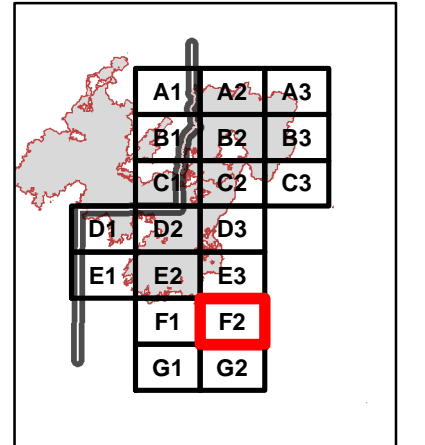 A1 A2 A3
B1 B2 B3
C1 C2 C3
D1 D2 D3
E1 E2 E3
F1 F2
G1 G2